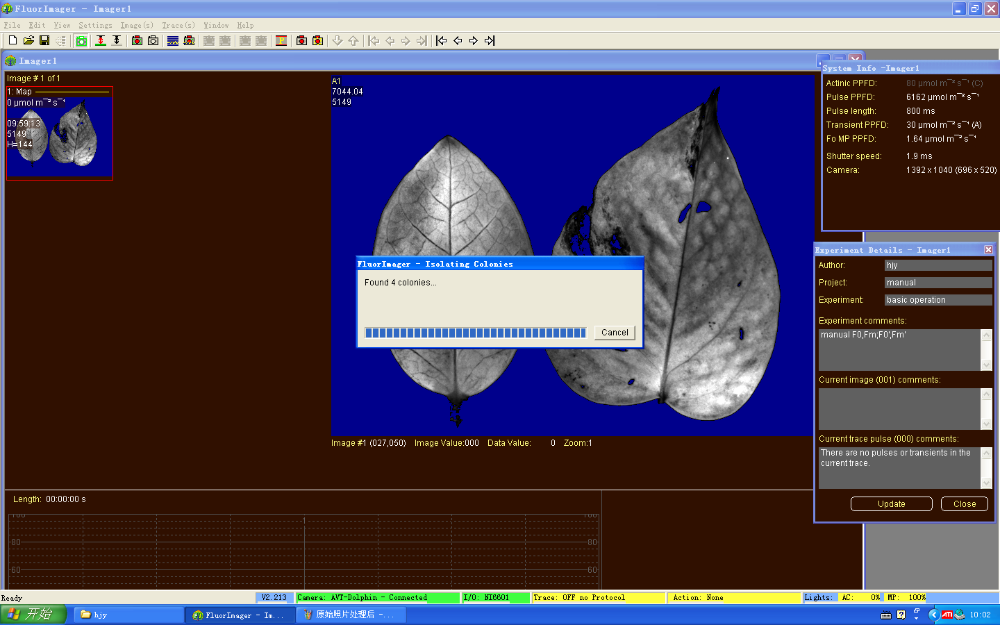 FluorImager - Imager1
File Edit View Settings Image(s) Trace(s) Window Help
Imager1
Image # 1 of 1
1: Map
0 µmol m¯² s¯¹
09:59:13
5149
H=144
A1
7044.04
5149
FluorImager - Isolating Colonies
Found 4 colonies...
Cancel
Image #1 (027,050) Image Value:000 Data Value: 0 Zoom:1
System Info -Imager1
Actinic PPFD: 80 µmol m¯² s¯¹ (C)
Pulse PPFD: 6162 µmol m¯² s¯¹
Pulse length: 800 ms
Transient PPFD: 30 µmol m¯² s¯¹ (A)
Fo MP PPFD: 1.64 µmol m¯² s¯¹
Shutter speed: 1.9 ms
Camera: 1392 x 1040 (696 x 520)
Experiment Details - Imager1
Author: hjy
Project: manual
Experiment: basic operation
Experiment comments:
manual F0,Fm;F0',Fm'
Current image (001) comments:
Current trace pulse (000) comments:
There are no pulses or transients in the
current trace.
Update Close
Length: 00:00:00 s
100 1 100
80 80
60 60
Ready V2.213 Camera: AVT-Dolphin - Connected I/O: NI6601 Trace: OFF no Protocol Action: None Lights: AC: 0% MP: 100%
开始 hjy FluorImager - Im... 原始照片处理后 -... ATI 10:02